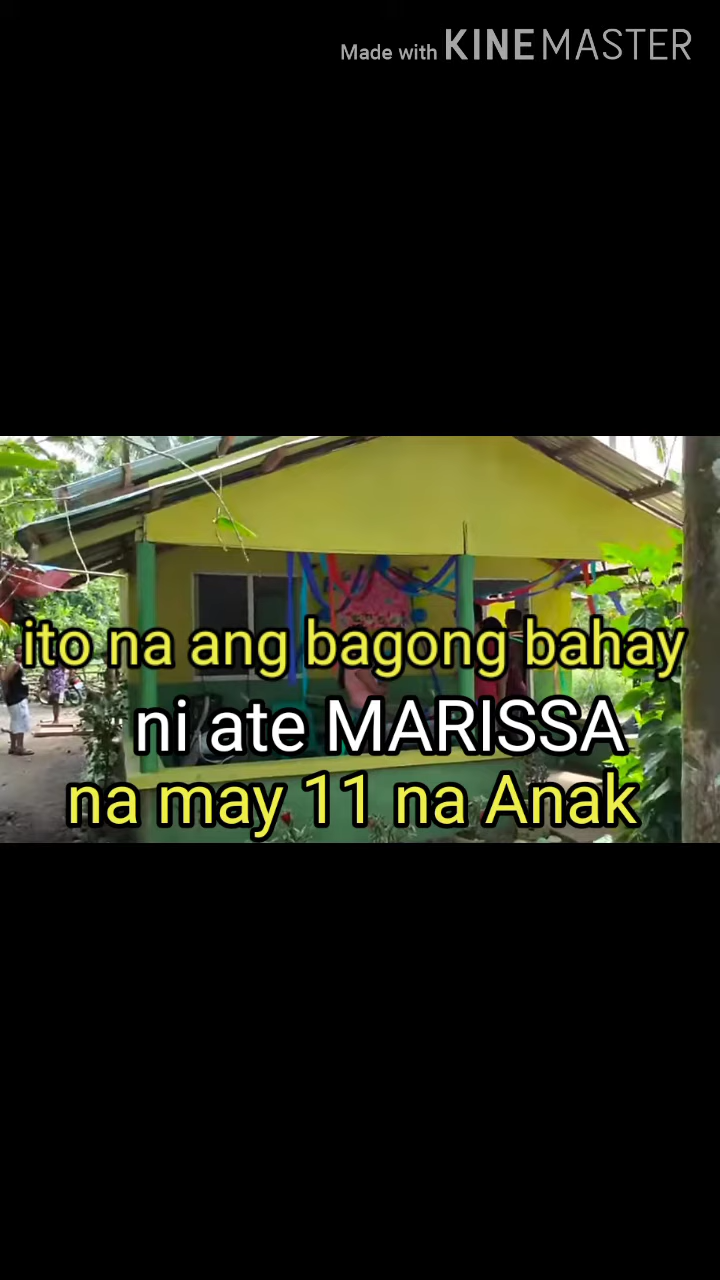 Made with KINEMASTER
ito na ang bagong bahay
ni ate MARISSA
na may 11 na Anak